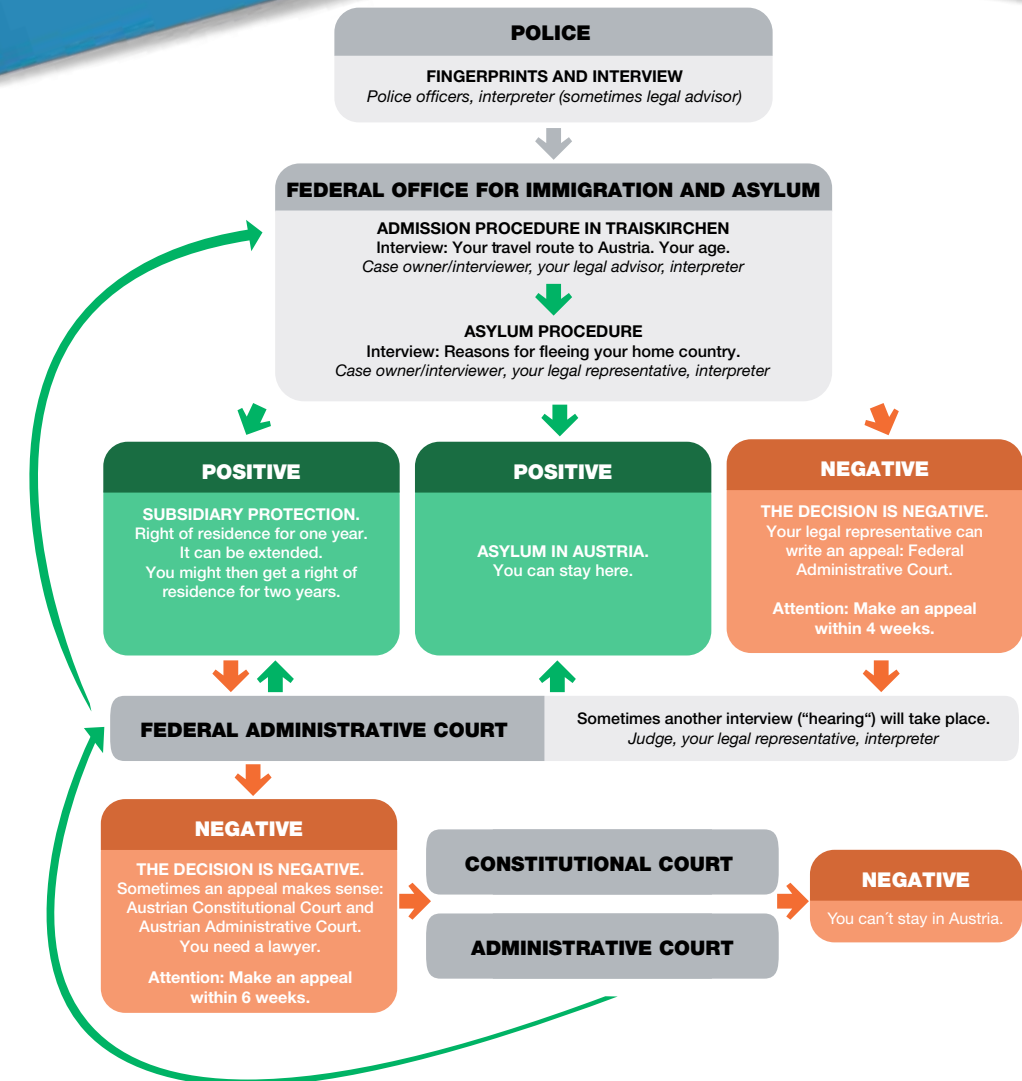 POLICE
FINGERPRINTS AND INTERVIEW
Police officers, interpreter (sometimes legal advisor)
FEDERAL OFFICE FOR IMMIGRATION AND ASYLUM
ADMISSION PROCEDURE IN TRAISKIRCHEN
Interview: Your travel route to Austria. Your age.
Case owner/interviewer, your legal advisor, interpreter
ASYLUM PROCEDURE
Interview: Reasons for fleeing your home country.
Case owner/interviewer, your legal representative, interpreter
POSITIVE
SUBSIDIARY PROTECTION.
Right of residence for one year.
It can be extended.
You might then get a right of
residence for two years.
POSITIVE
ASYLUM IN AUSTRIA.
You can stay here.
NEGATIVE
THE DECISION IS NEGATIVE.
Your legal representative can
write an appeal: Federal
Administrative Court.
Attention: Make an appeal
within 4 weeks.
FEDERAL ADMINISTRATIVE COURT
Sometimes another interview (“hearing“) will take place.
Judge, your legal representative, interpreter
NEGATIVE
THE DECISION IS NEGATIVE.
Sometimes an appeal makes sense:
Austrian Constitutional Court and
Austrian Administrative Court.
You need a lawyer.
Attention: Make an appeal
within 6 weeks.
CONSTITUTIONAL COURT
ADMINISTRATIVE COURT
NEGATIVE
You can´t stay in Austria.